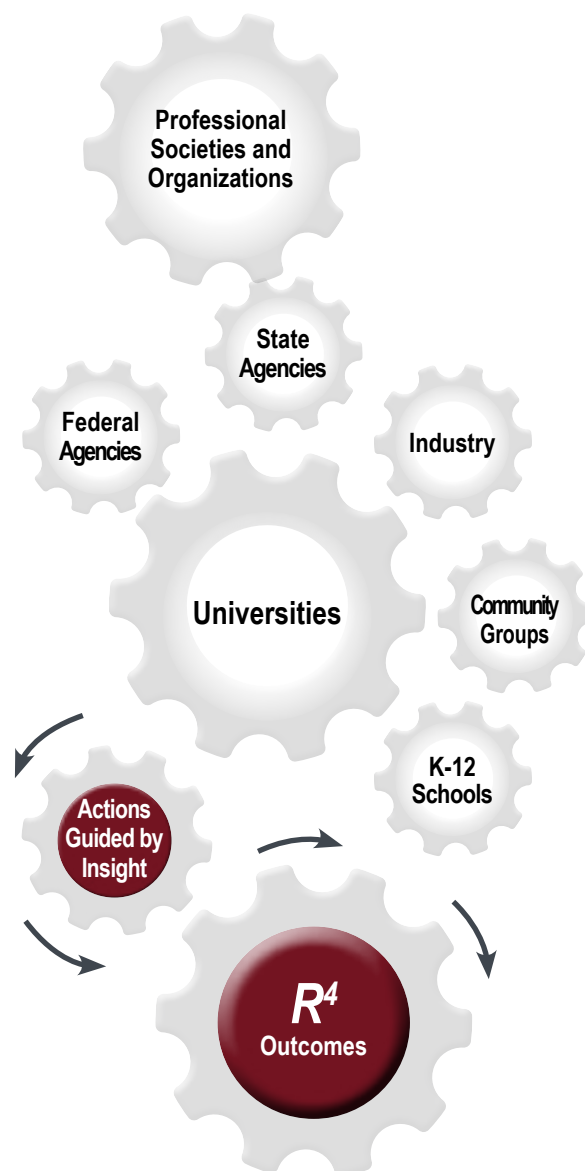 Professional
Societies and
Organizations
State
Agencies
Federal
Agencies
Industry
Universities
Community
Groups
K-12
Schools
Actions
Guided by
Insight
R⁴
Outcomes